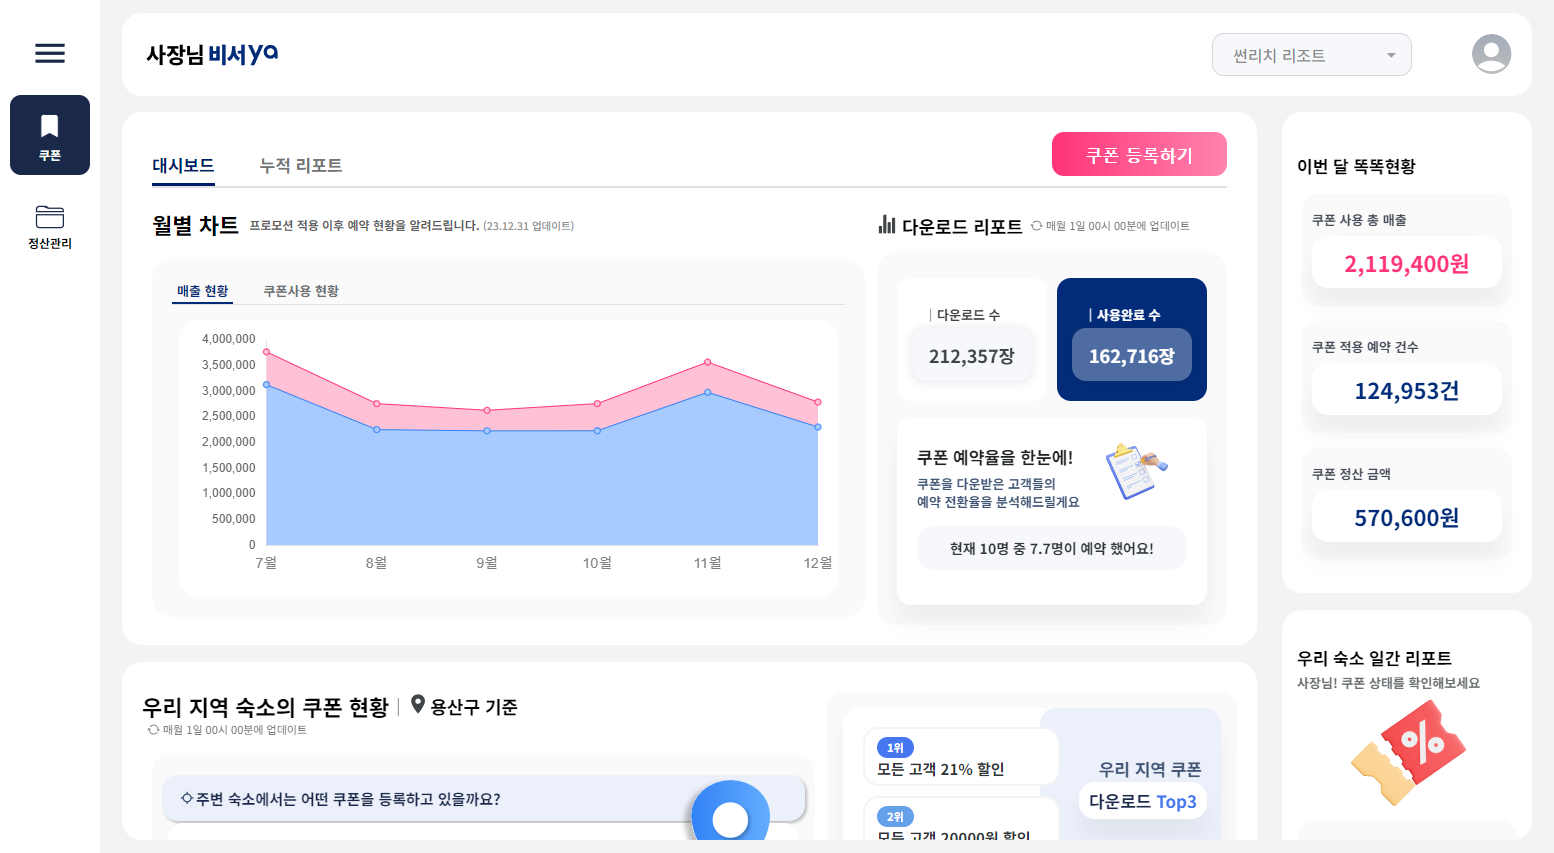 사장님 비서ya
썬리치 리조트
쿠폰
정산관리
대시보드
누적 리포트
쿠폰 등록하기
월별 차트 프로모션 적용 이후 예약 현황을 알려드립니다. (23.12.31 업데이트)
매출 현황
쿠폰사용 현황
4,000,000
3,500,000
3,000,000
2,500,000
2,000,000
1,500,000
1,000,000
500,000
0
7월 8월 9월 10월 11월 12월
다운로드 리포트 매월 1일 00시 00분에 업데이트
| 다운로드 수
212,357장
| 사용완료 수
162,716장
쿠폰 예약율을 한눈에!
쿠폰을 다운받은 고객들의
예약 전환율을 분석해드릴게요
현재 10명 중 7.7명이 예약 했어요!
이번 달 똑똑현황
쿠폰 사용 총 매출
2,119,400원
쿠폰 적용 예약 건수
124,953건
쿠폰 정산 금액
570,600원
우리 지역 숙소의 쿠폰 현황 | 용산구 기준
매월 1일 00시 00분에 업데이트
주변 숙소에서는 어떤 쿠폰을 등록하고 있을까요?
1위
모든 고객 21% 할인
2위
모든 고객 20000원 할인
우리 지역 쿠폰
다운로드 Top3
우리 숙소 일간 리포트
사장님! 쿠폰 상태를 확인해보세요
%